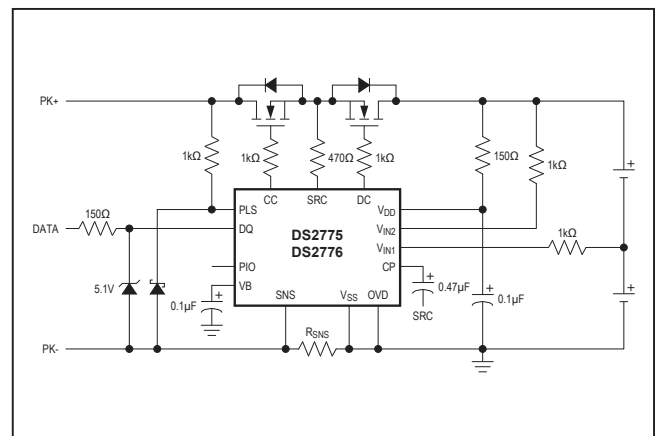 PK+
1kΩ
1kΩ
470Ω
1kΩ
150Ω
1kΩ
CC
SRC
DC
PLS
VDD
DATA
150Ω
DQ
VIN2
DS2775
DS2776
VIN1
1kΩ
PIO
CP
5.1V
VB
0.1µF
SNS
VSS
OVD
0.47µF
SRC
0.1µF
RSNS
PK-